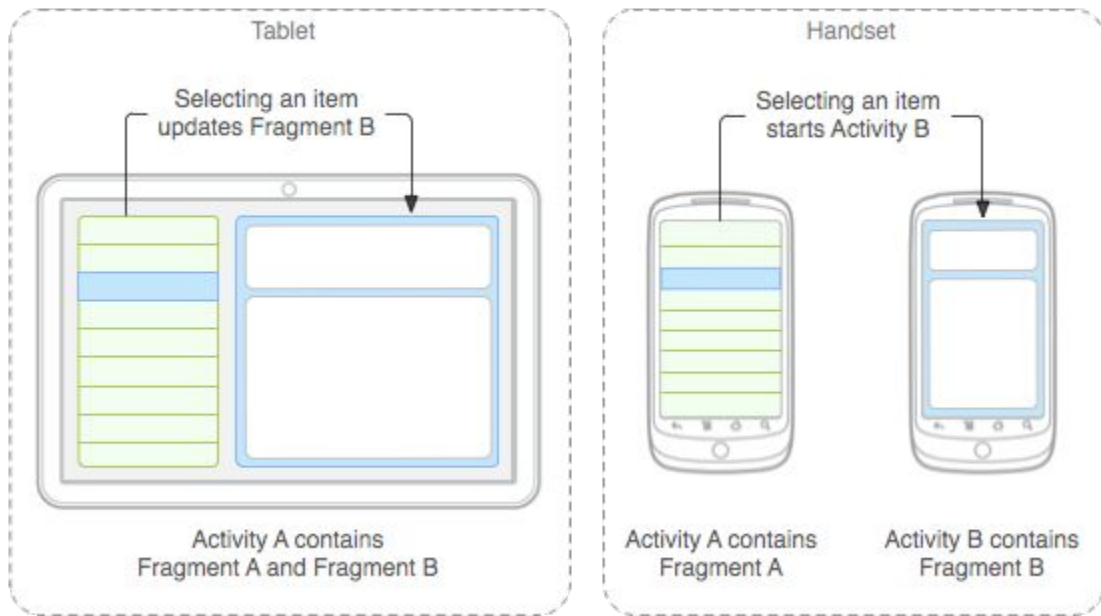 Tablet
Selecting an item
updates Fragment B
Activity A contains
Fragment A and Fragment B
Handset
Selecting an item
starts Activity B
Activity A contains
Fragment A
Activity B contains
Fragment B